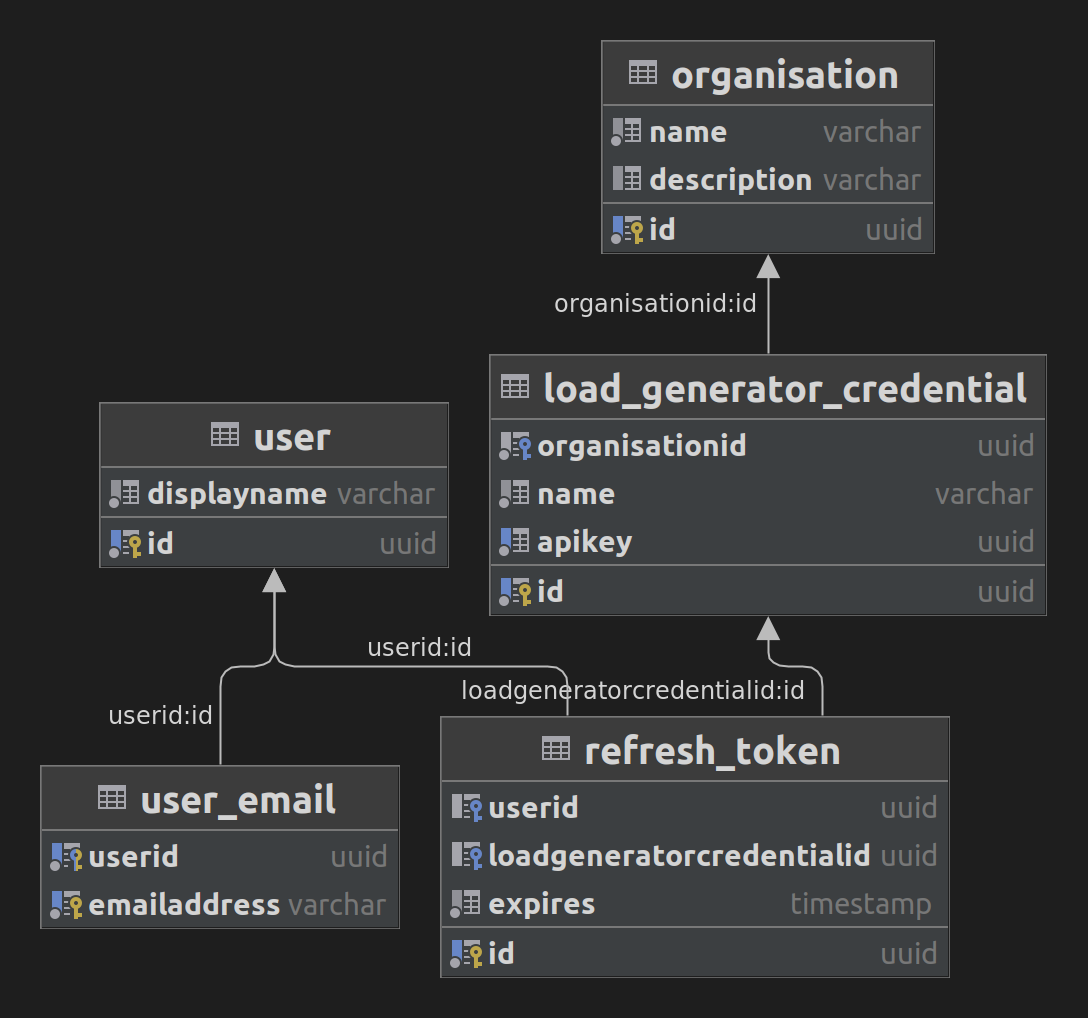 organisation
name varchar
description varchar
id uuid
organisationid:id
load_generator_credential
organisationid uuid
name varchar
apikey uuid
id uuid
user
displayname varchar
id uuid
userid:id
loadgeneratorcredentialid:id
userid:id
user_email
userid uuid
emailaddress varchar
refresh_token
userid uuid
loadgeneratorcredentialid uuid
expires timestamp
id uuid